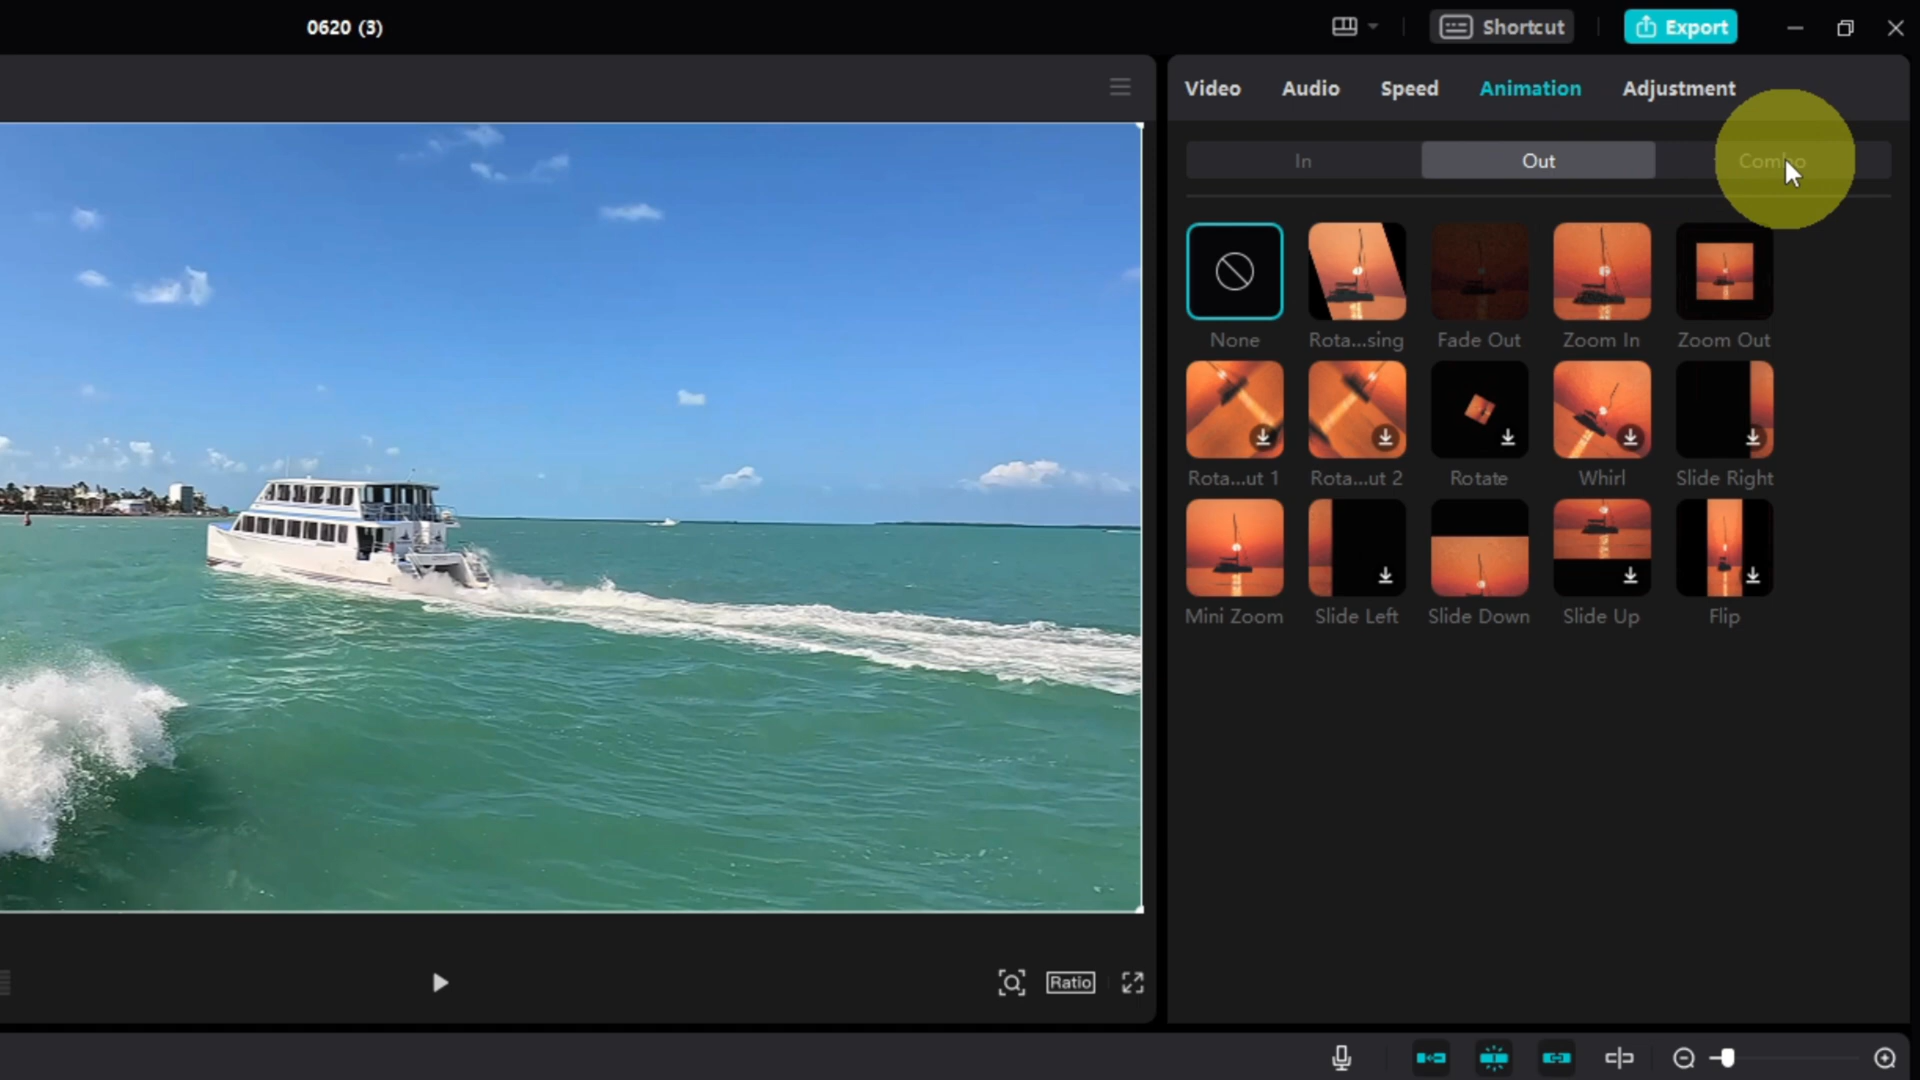 0620 (3)
Shortcut
Export
Video Audio Speed Animation Adjustment
In Out Combo
None Rota...sing Fade Out Zoom In Zoom Out
Rota...ut 1 Rota...ut 2 Rotate Whirl Slide Right
Mini Zoom Slide Left Slide Down Slide Up Flip
Ratio